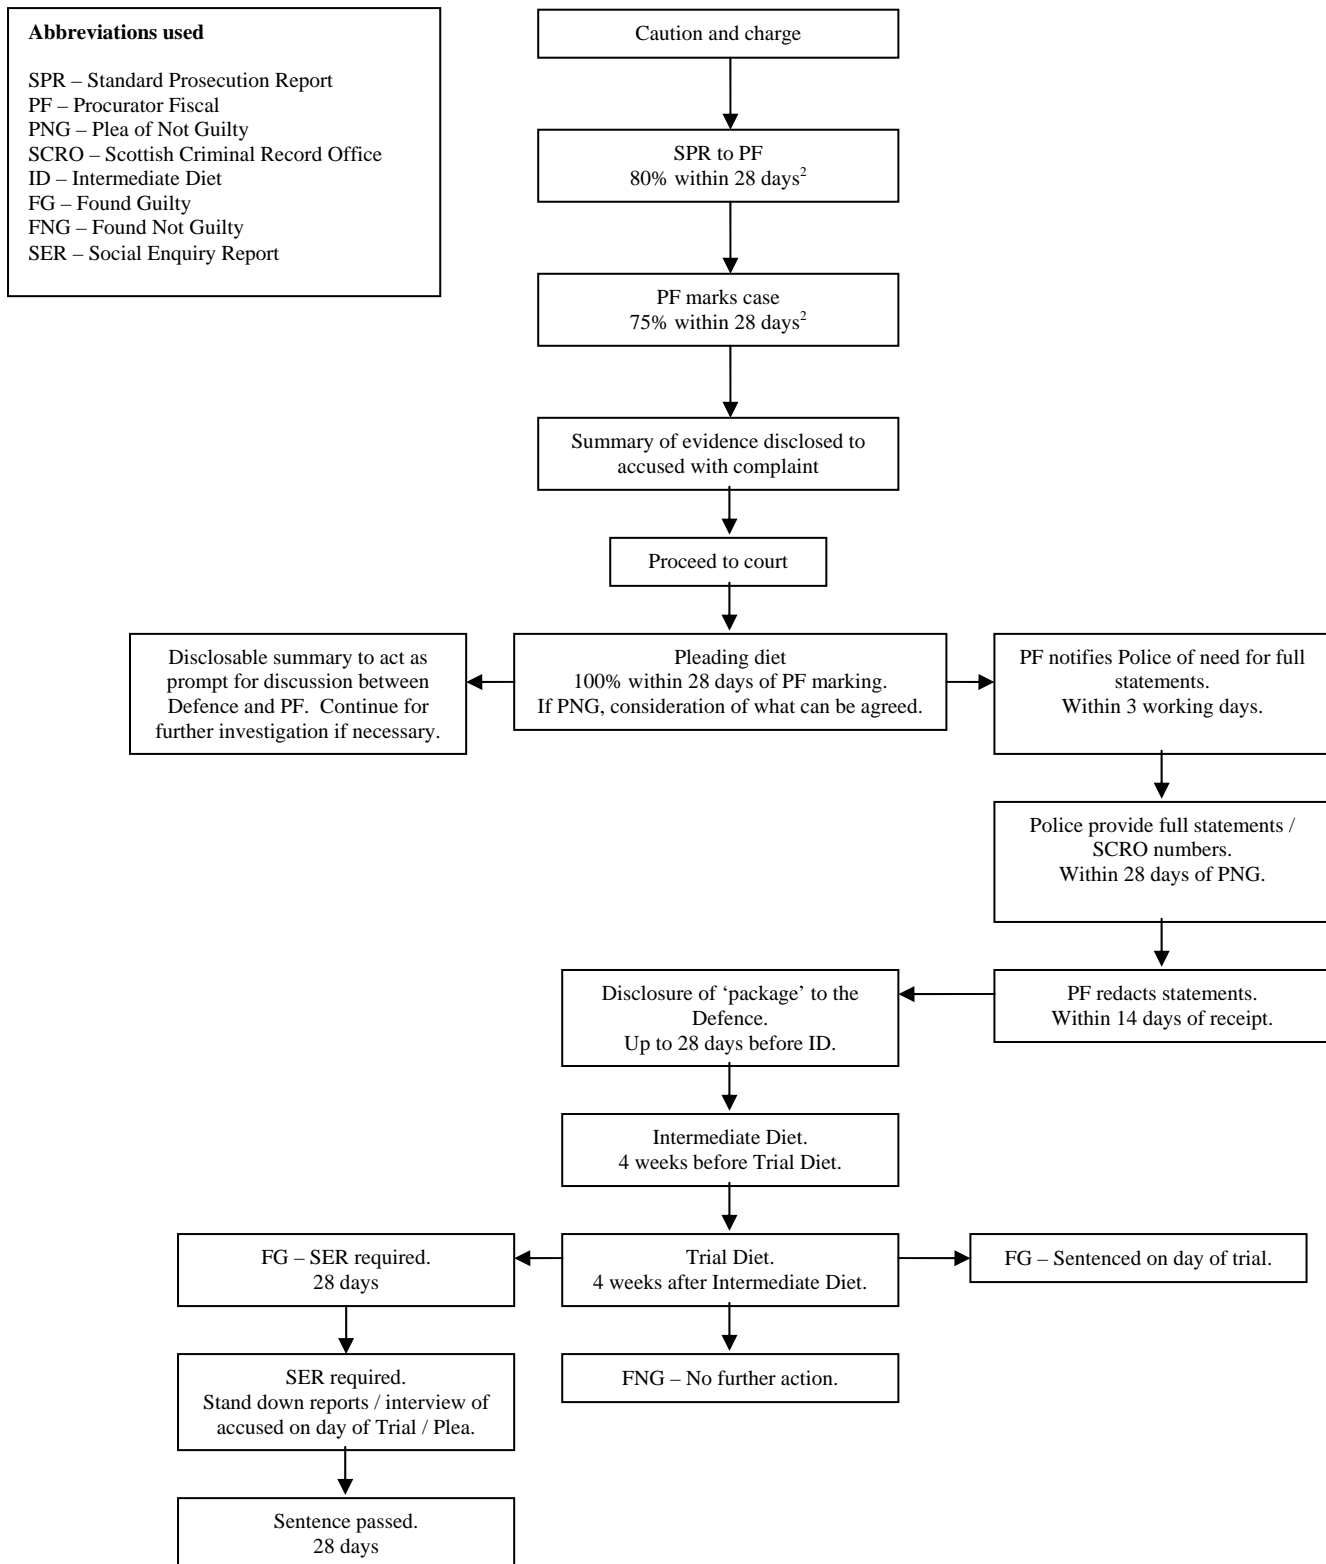 Abbreviations used
SPR – Standard Prosecution Report
PF – Procurator Fiscal
PNG – Plea of Not Guilty
SCRO – Scottish Criminal Record Office
ID – Intermediate Diet
FG – Found Guilty
FNG – Found Not Guilty
SER – Social Enquiry Report
Caution and charge
SPR to PF
80% within 28 days²
PF marks case
75% within 28 days²
Summary of evidence disclosed to
accused with complaint
Proceed to court
Disclosable summary to act as
prompt for discussion between
Defence and PF.  Continue for
further investigation if necessary.
Pleading diet
100% within 28 days of PF marking.
If PNG, consideration of what can be agreed.
PF notifies Police of need for full
statements.
Within 3 working days.
Police provide full statements /
SCRO numbers.
Within 28 days of PNG.
PF redacts statements.
Within 14 days of receipt.
Disclosure of ‘package’ to the
Defence.
Up to 28 days before ID.
Intermediate Diet.
4 weeks before Trial Diet.
FG – SER required.
28 days
Trial Diet.
4 weeks after Intermediate Diet.
FG – Sentenced on day of trial.
SER required.
Stand down reports / interview of
accused on day of Trial / Plea.
FNG – No further action.
Sentence passed.
28 days